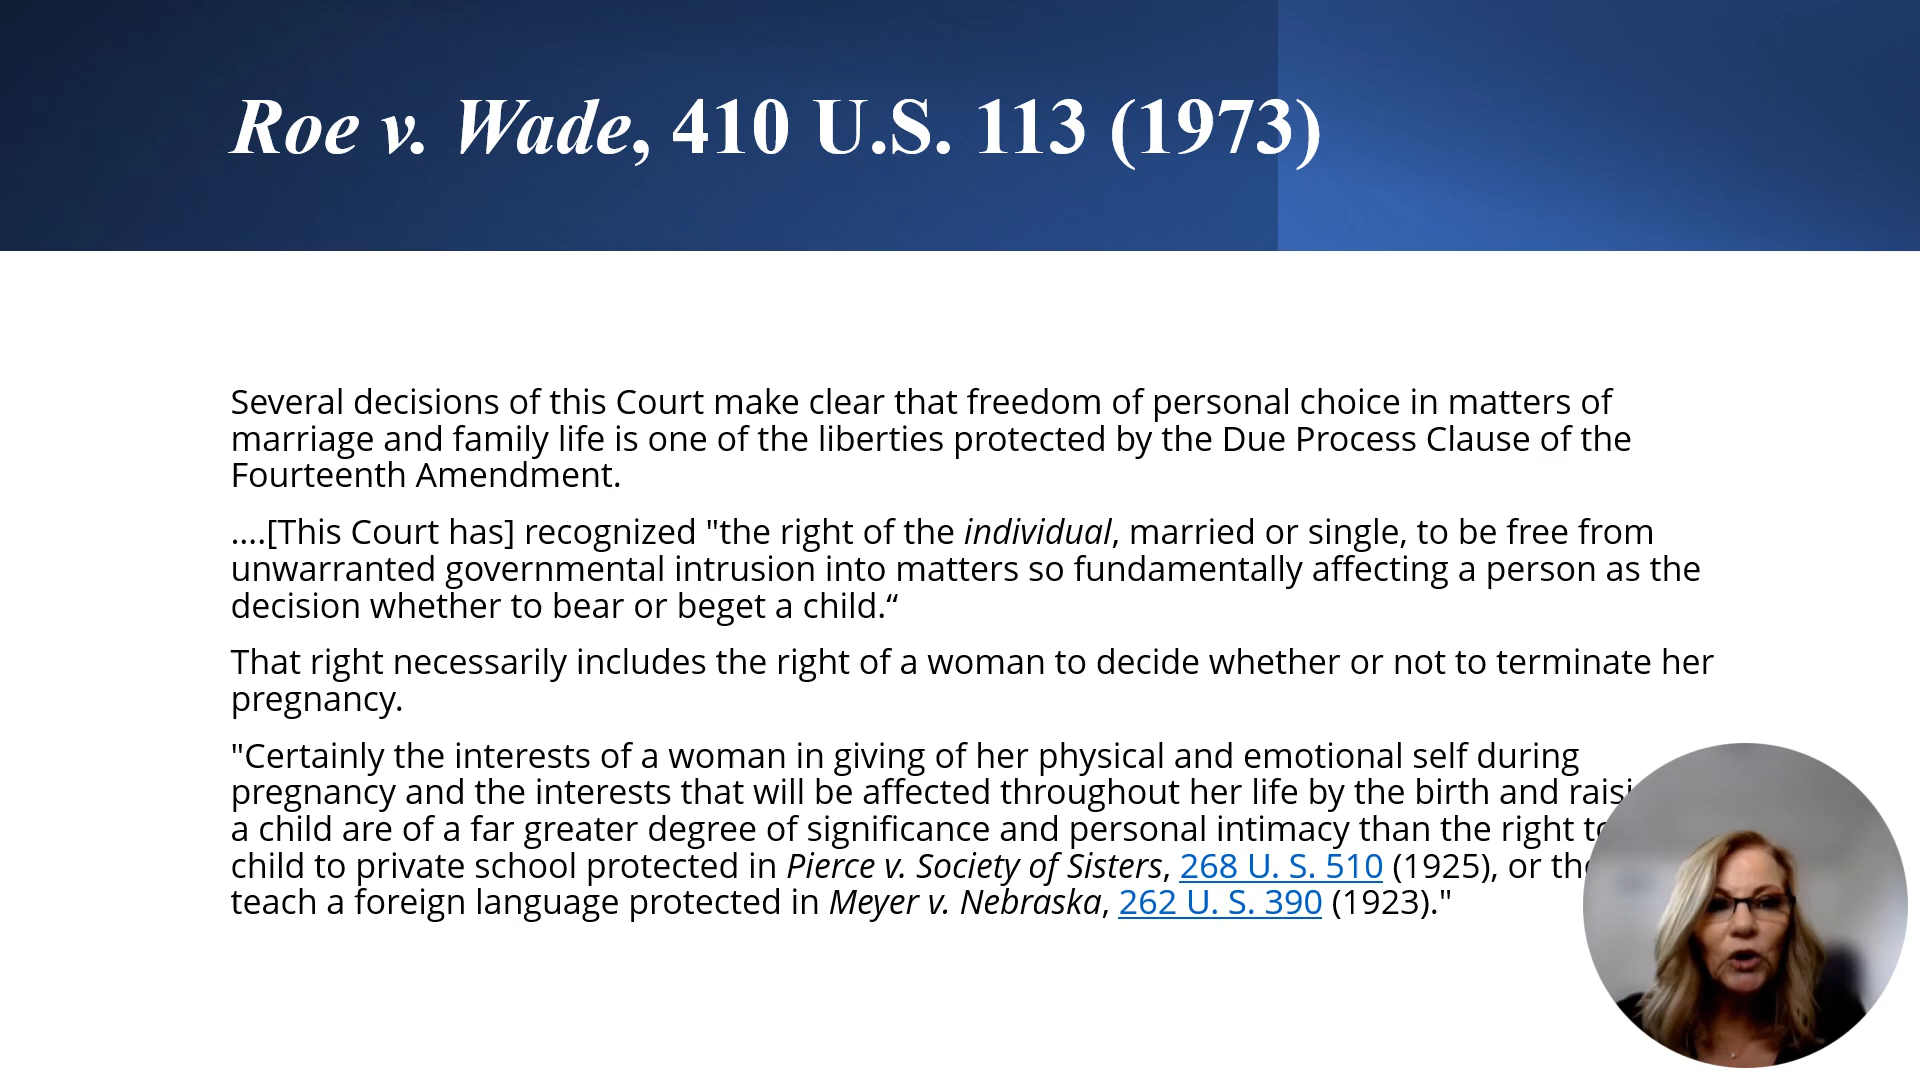 Roe v. Wade, 410 U.S. 113 (1973)
Several decisions of this Court make clear that freedom of personal choice in matters of
marriage and family life is one of the liberties protected by the Due Process Clause of the
Fourteenth Amendment.
....[This Court has] recognized "the right of the individual, married or single, to be free from
unwarranted governmental intrusion into matters so fundamentally affecting a person as the
decision whether to bear or beget a child.“
That right necessarily includes the right of a woman to decide whether or not to terminate her
pregnancy.
"Certainly the interests of a woman in giving of her physical and emotional self during
pregnancy and the interests that will be affected throughout her life by the birth and
a child are of a far greater degree of significance and personal intimacy than the right
child to private school protected in Pierce v. Society of Sisters, 268 U. S. 510 (1925), or
teach a foreign language protected in Meyer v. Nebraska, 262 U. S. 390 (1923)."